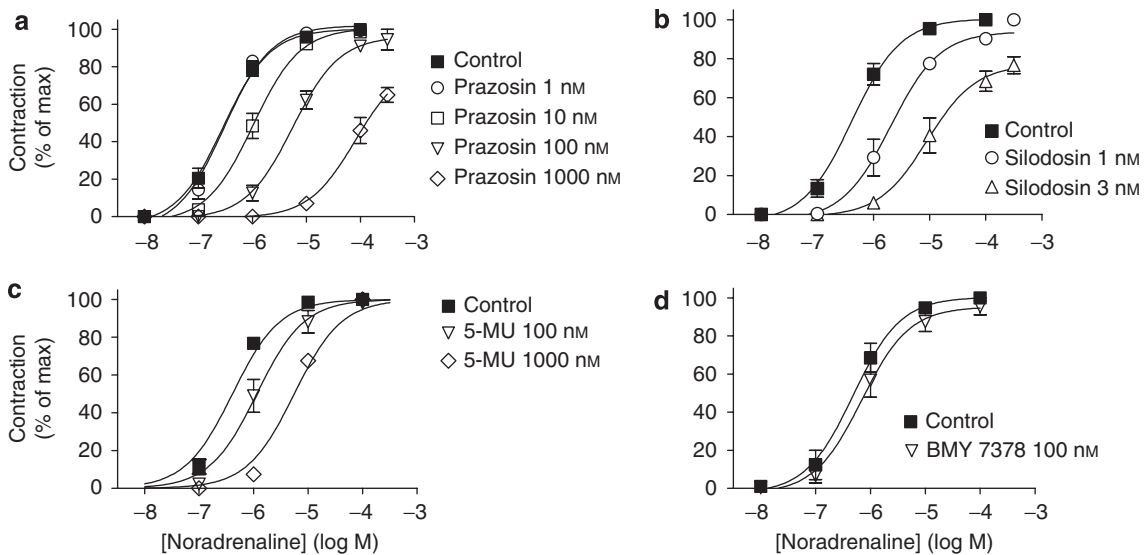 a
100
80
60
40
20
0
Contraction
(% of max)
Control
Prazosin 1 nM
Prazosin 10 nM
Prazosin 100 nM
Prazosin 1000 nM
−8 −7 −6 −5 −4 −3
b
100
80
60
40
20
0
Control
Silodosin 1 nM
Silodosin 3 nM
−8 −7 −6 −5 −4 −3
c
100
80
60
40
20
0
Contraction
(% of max)
Control
5-MU 100 nM
5-MU 1000 nM
−8 −7 −6 −5 −4 −3
[Noradrenaline] (log M)
d
100
80
60
40
20
0
Control
BMY 7378 100 nM
−8 −7 −6 −5 −4 −3
[Noradrenaline] (log M)